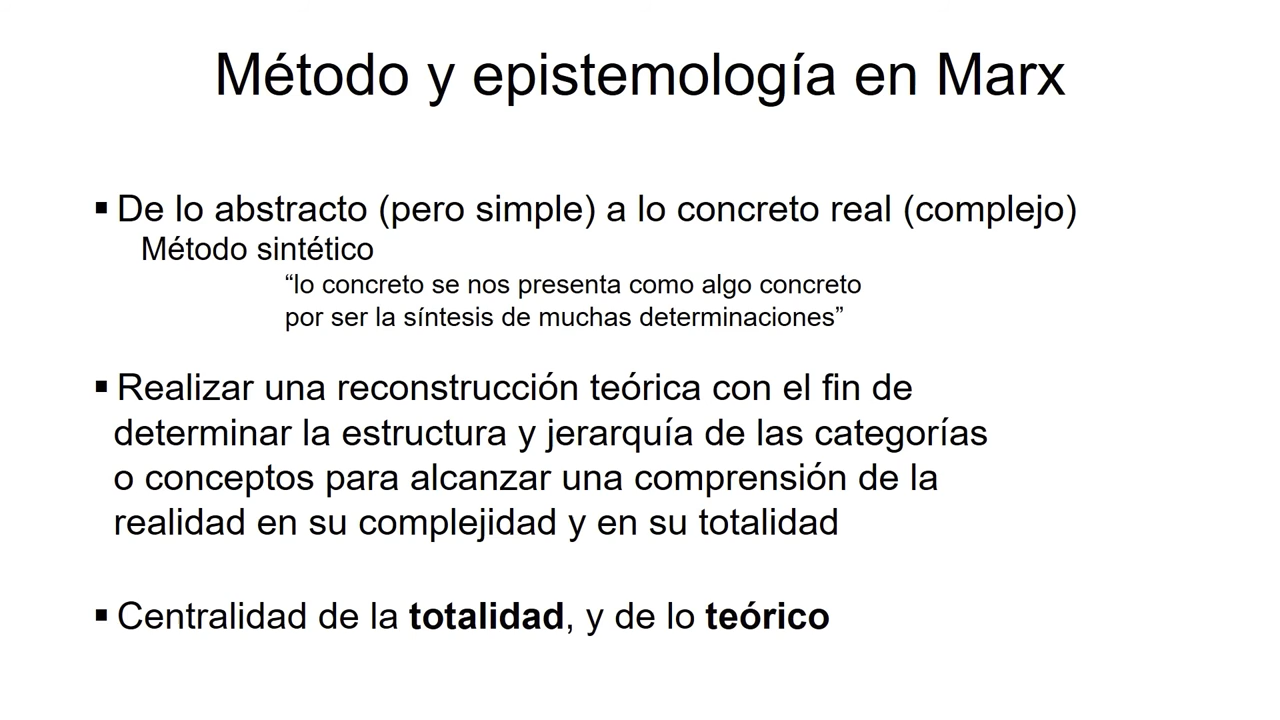 Método y epistemología en Marx
▪ De lo abstracto (pero simple) a lo concreto real (complejo)
Método sintético
“lo concreto se nos presenta como algo concreto
por ser la síntesis de muchas determinaciones”
▪ Realizar una reconstrucción teórica con el fin de
determinar la estructura y jerarquía de las categorías
o conceptos para alcanzar una comprensión de la
realidad en su complejidad y en su totalidad
▪ Centralidad de la totalidad, y de lo teórico